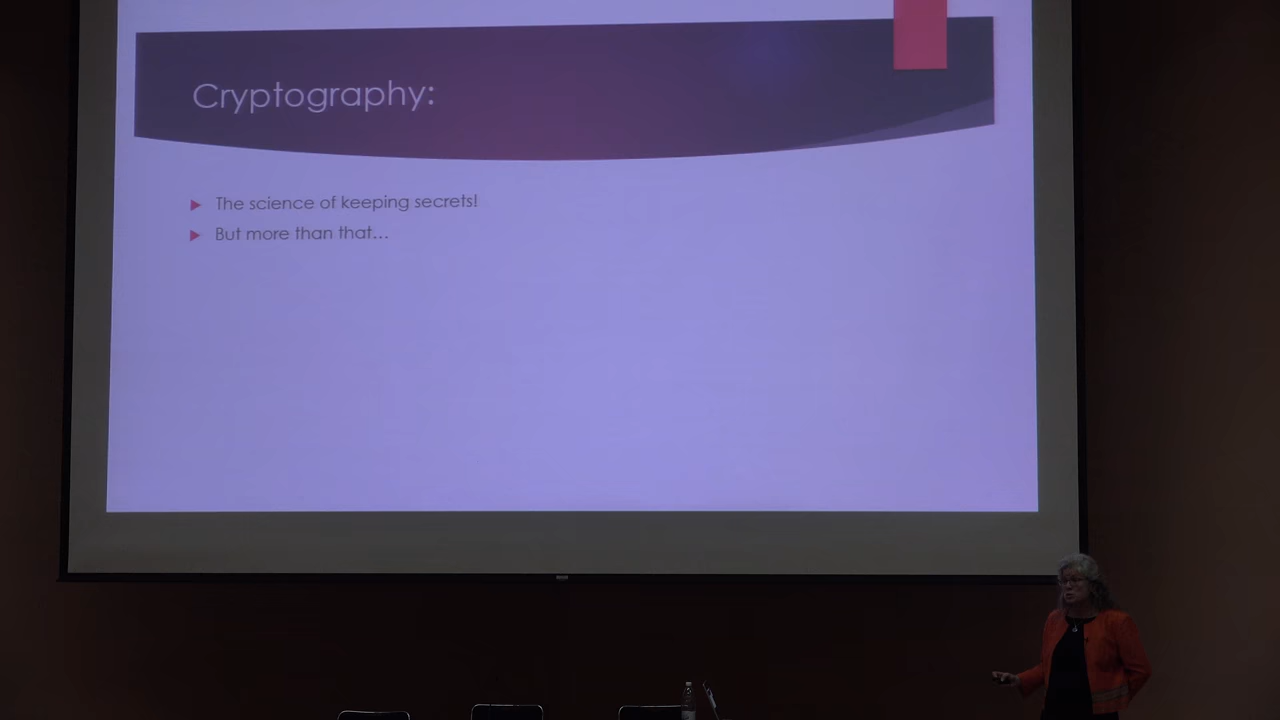 Cryptography:
The science of keeping secrets!
But more than that...